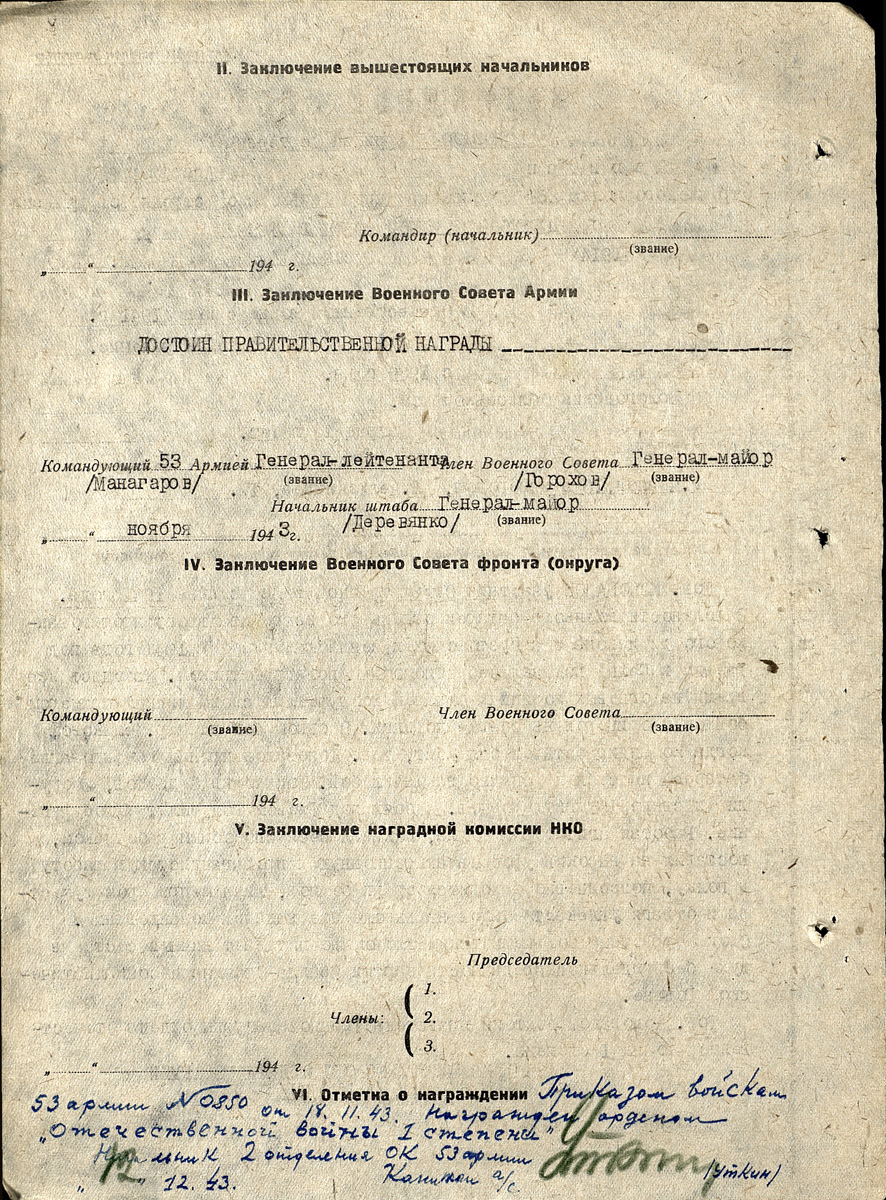 II. Заключение вышестоящих начальников
Командир (начальник)
(звание)
„ “ 194 г.
III. Заключение Военного Совета Армии
ДОСТОИН ПРАВИТЕЛЬСТВЕННОЙ НАГРАДЫ
Командующий 53 Армией Генерал-лейтенант Член Военного Совета Генерал-майор
/Манагаров/ (звание) /Горохов/ (звание)
Начальник штаба Генерал-майор
/Деревянко/ (звание)
„ “ ноября 1943г.
IV. Заключение Военного Совета фронта (округа)
Командующий Член Военного Совета
(звание) (звание)
„ “ 194 г.
V. Заключение наградной комиссии НКО
Председатель
Члены:
1.
2.
3.
„ “ 194 г.
VI. Отметка о награждении Приказом войскам
53 армии №0850 от 18.11.43. Награжден орденом
„Отечественной войны I степени“
Начальник 2 отделения ОК 53 армии
„ “ 12.43. Капитан а/с. /Уткин/